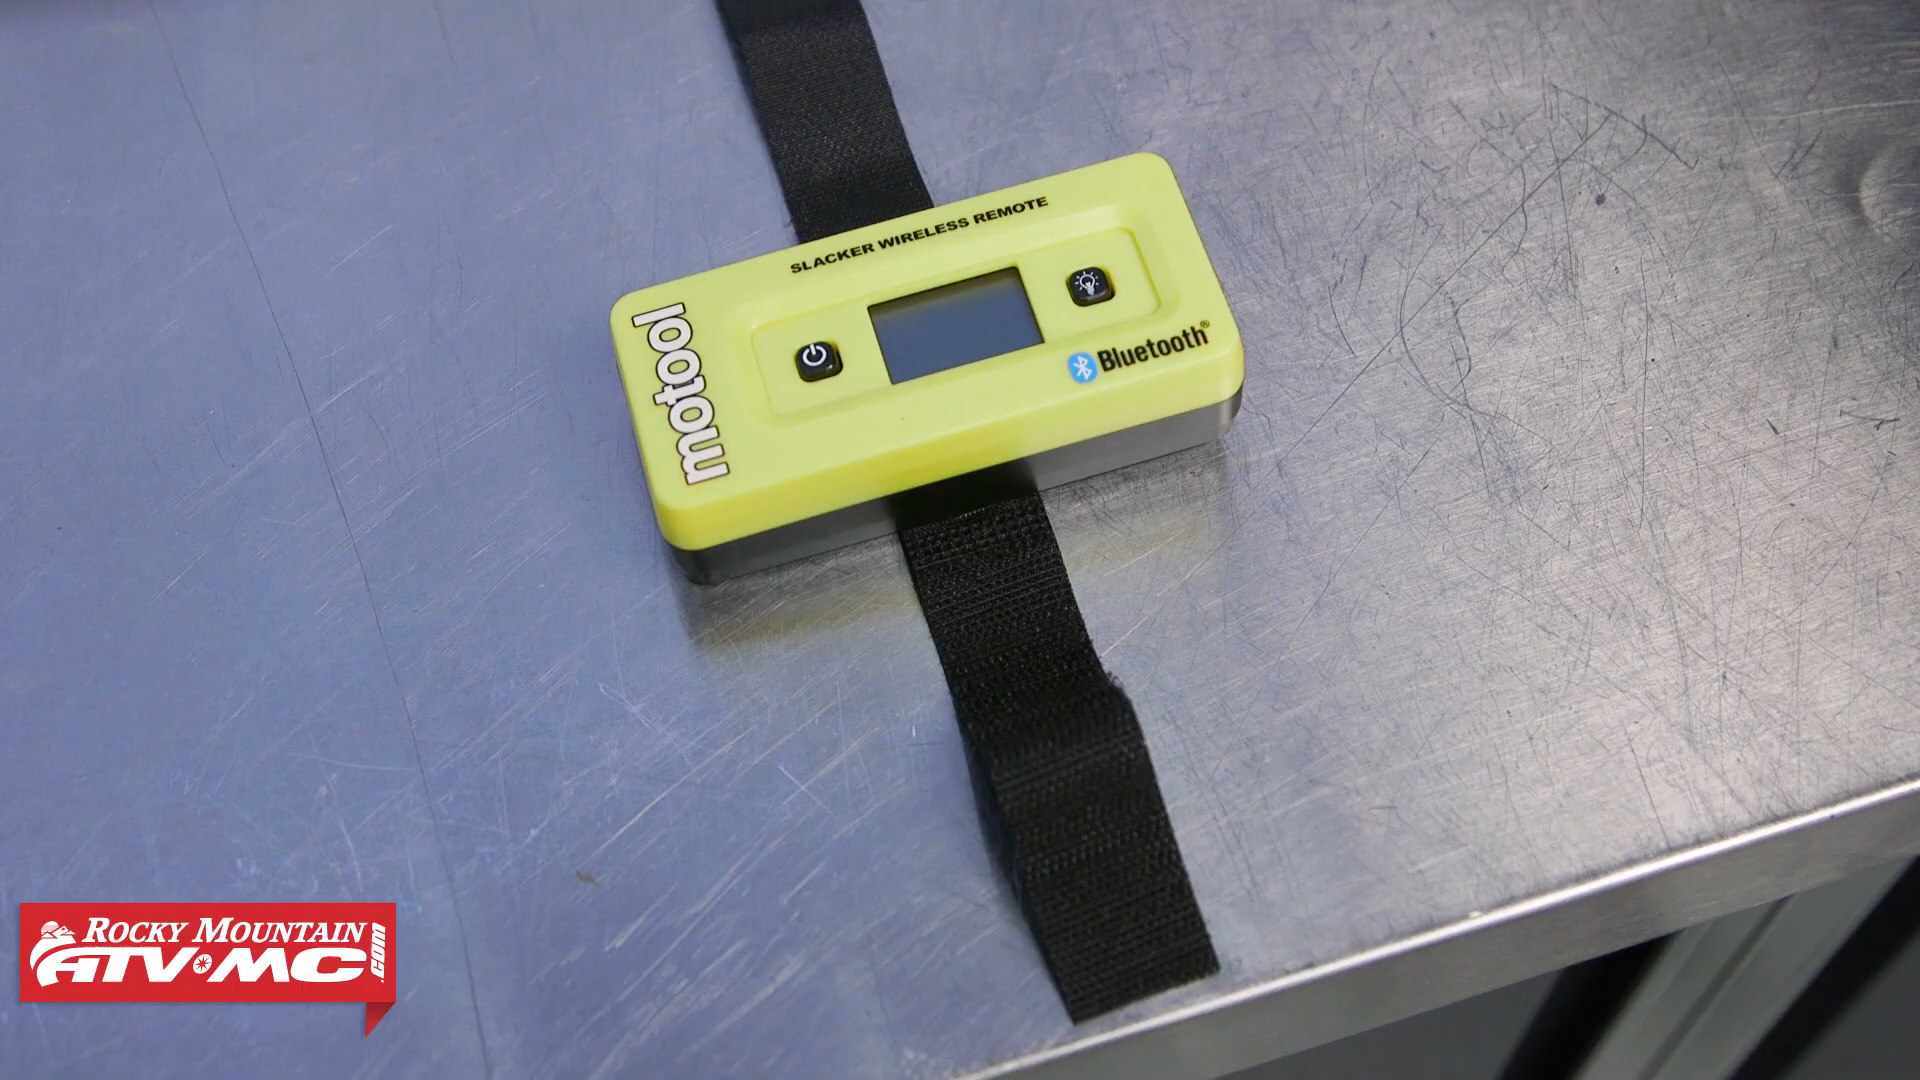 SLACKER WIRELESS REMOTE
motool
Bluetooth®
ROCKY MOUNTAIN
ATV•MC.COM